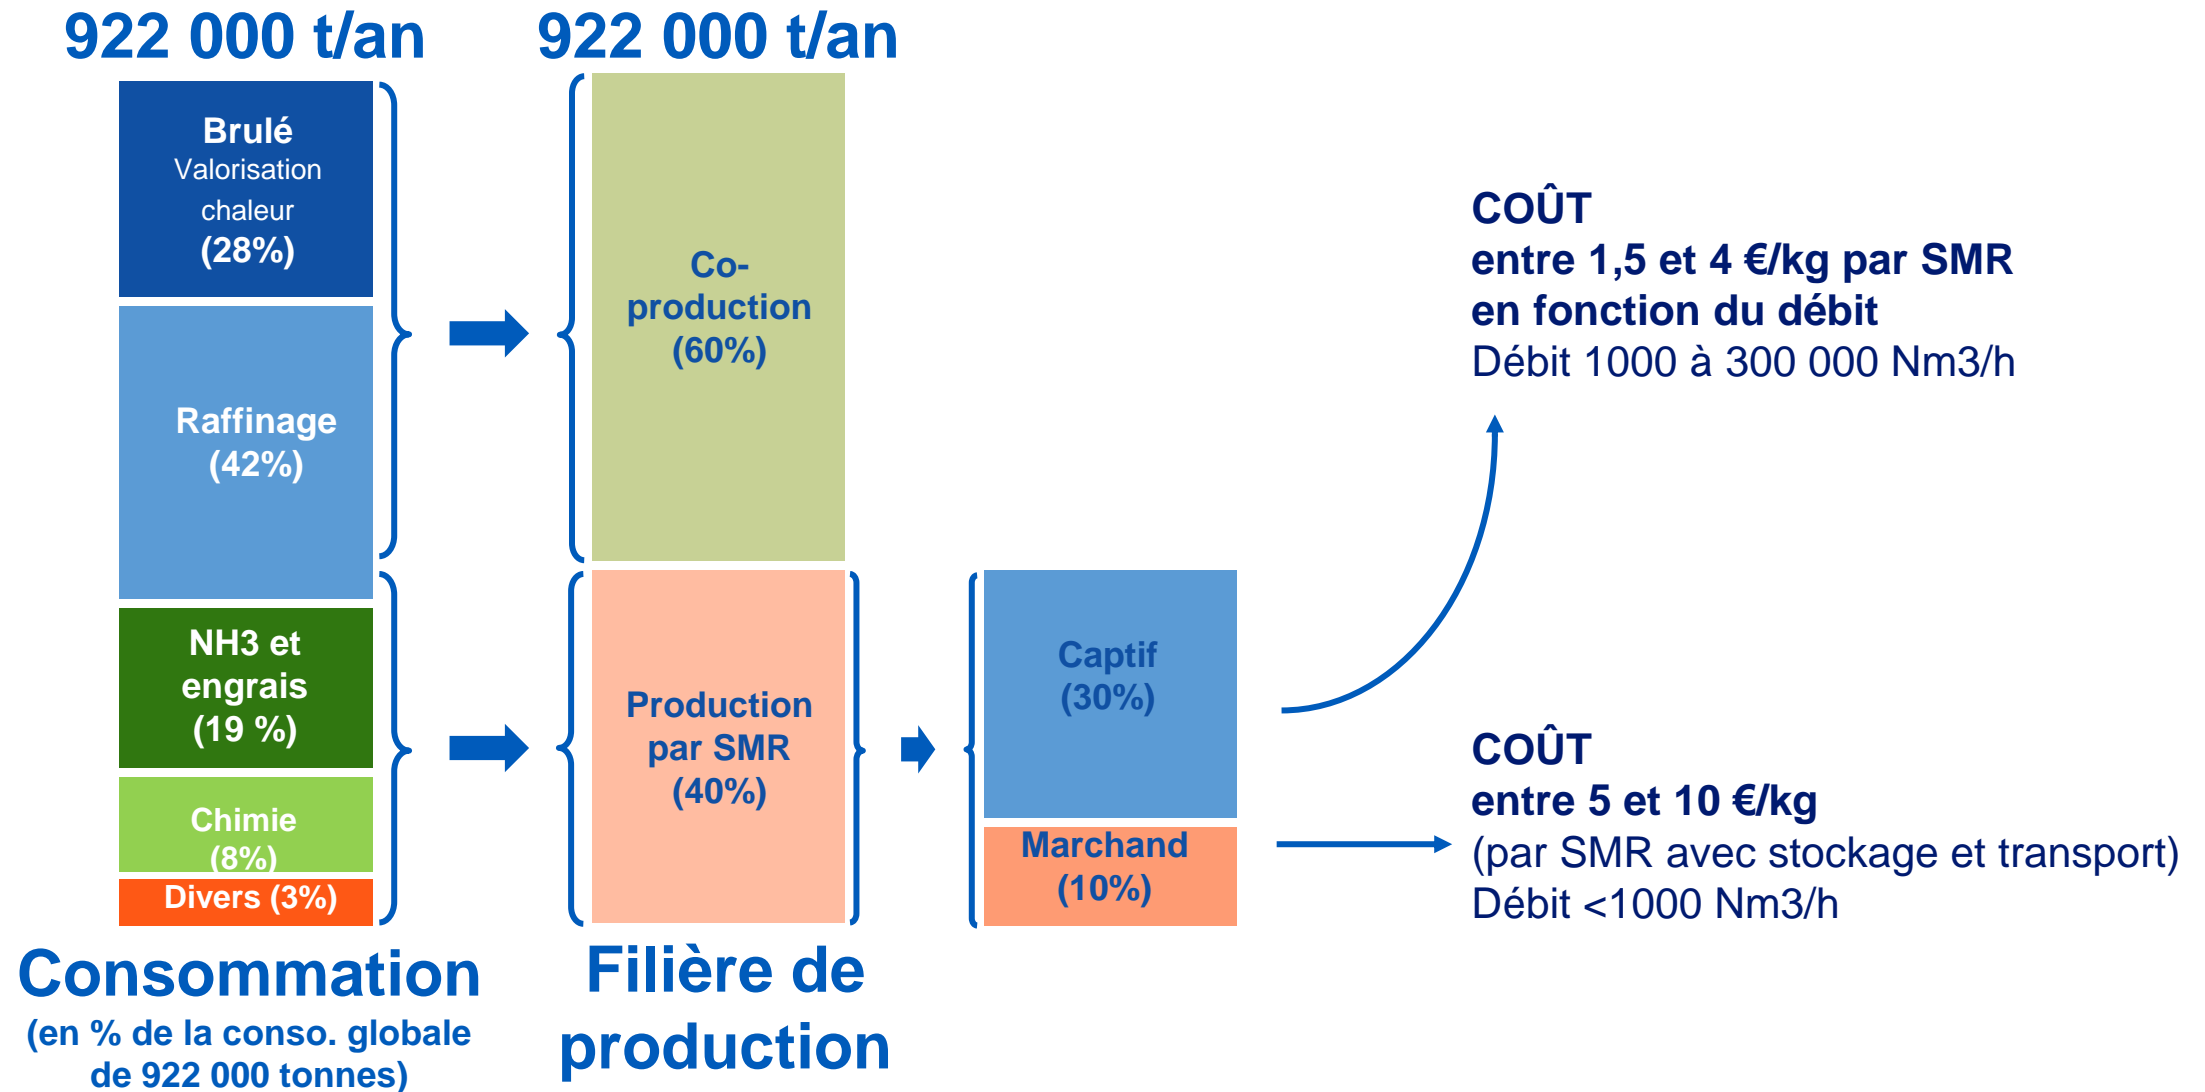 922 000 t/an
922 000 t/an
Brulé
Valorisation
chaleur
(28%)
Raffinage
(42%)
NH3 et
engrais
(19 %)
Chimie
(8%)
Divers (3%)
Consommation
(en % de la conso. globale
de 922 000 tonnes)
Co-
production
(60%)
Production
par SMR
(40%)
Filière de
production
Captif
(30%)
Marchand
(10%)
COÛT
entre 1,5 et 4 €/kg par SMR
en fonction du débit
Débit 1000 à 300 000 Nm3/h
COÛT
entre 5 et 10 €/kg
(par SMR avec stockage et transport)
Débit <1000 Nm3/h